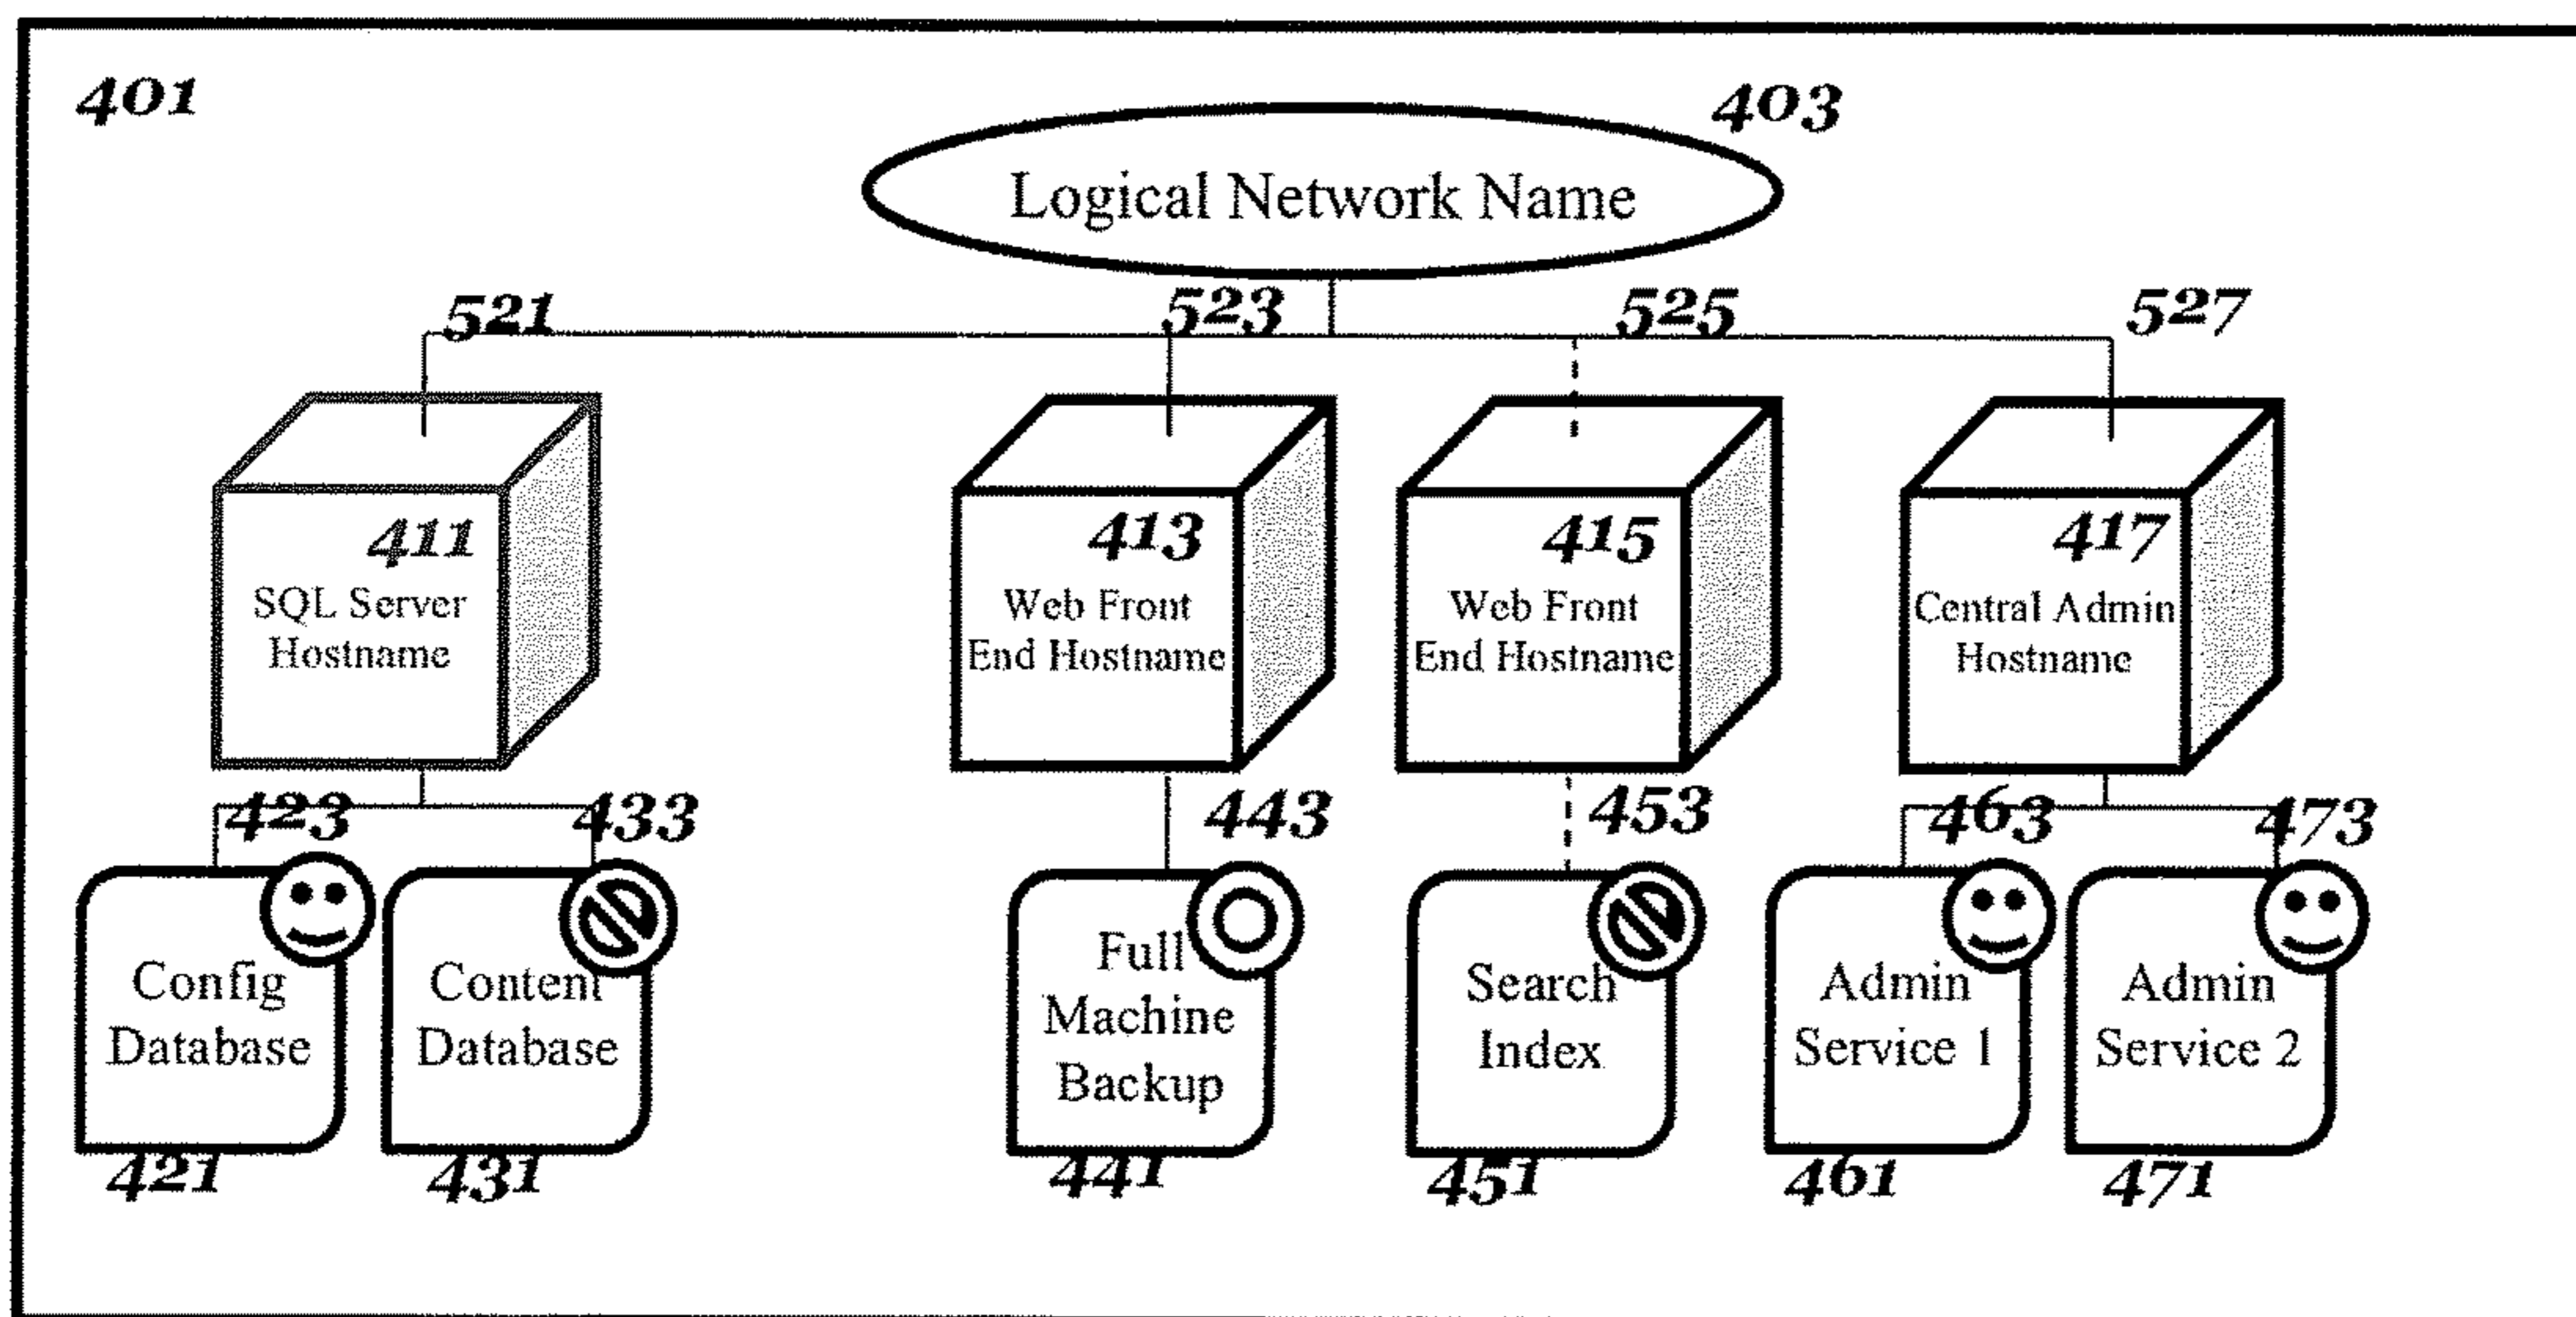 401
403
Logical Network Name
521
523
525
527
411
SQL Server
Hostname
413
Web Front
End Hostname
415
Web Front
End Hostname
417
Central Admin
Hostname
423
433
443
453
463
473
Config
Database
Content
Database
Full
Machine
Backup
Search
Index
Admin
Service 1
Admin
Service 2
421
431
441
451
461
471